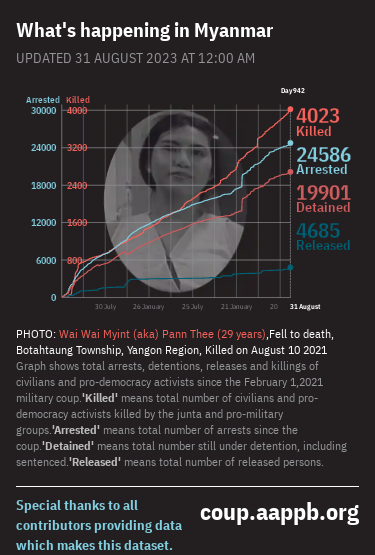 What's happening in Myanmar
UPDATED 31 AUGUST 2023 AT 12:00 AM
Day942
Arrested Killed
30000 4000
24000 3200
18000 2400
12000 1600
6000 800
0
4023
Killed
24586
Arrested
19901
Detained
4685
Released
30 July 26 January 25 July 21 January 20 31 August
PHOTO: Wai Wai Myint (aka) Pann Thee (29 years),Fell to death,
Botahtaung Township, Yangon Region, Killed on August 10 2021
Graph shows total arrests, detentions, releases and killings of
civilians and pro-democracy activists since the February 1,2021
military coup.'Killed' means total number of civilians and pro-
democracy activists killed by the junta and pro-military
groups.'Arrested' means total number of arrests since the
coup.'Detained' means total number still under detention, including
sentenced.'Released' means total number of released persons.
Special thanks to all
contributors providing data
which makes this dataset.
coup.aappb.org